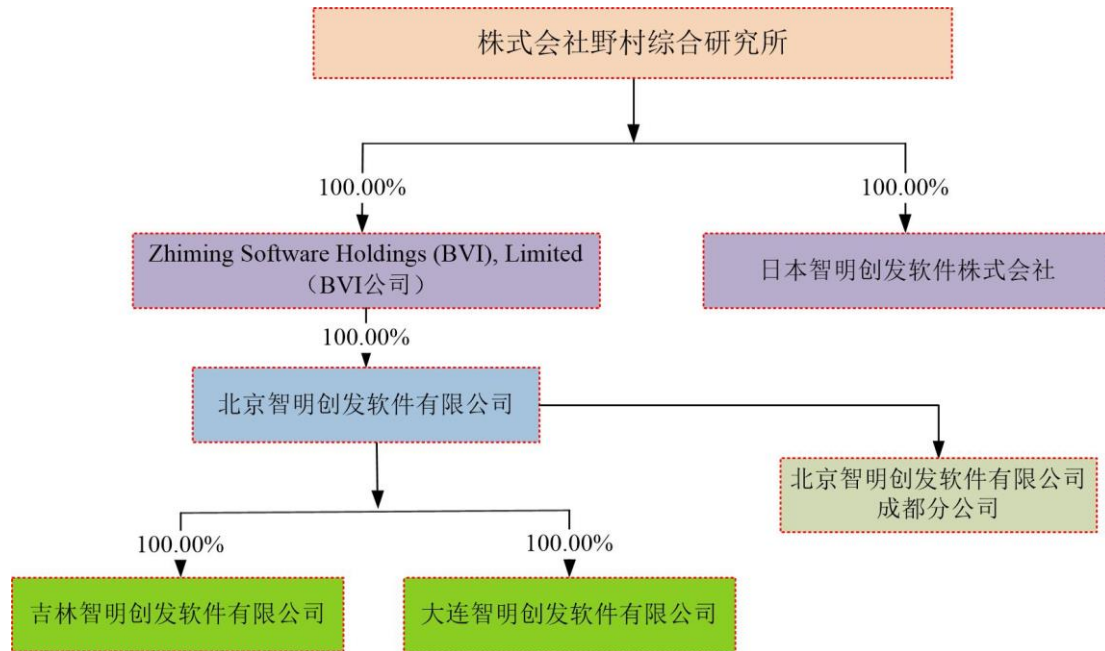 株式会社野村综合研究所
100.00%
100.00%
Zhiming Software Holdings (BVI), Limited
（BVI公司）
日本智明创发软件株式会社
100.00%
北京智明创发软件有限公司
北京智明创发软件有限公司
成都分公司
100.00%
100.00%
吉林智明创发软件有限公司
大连智明创发软件有限公司